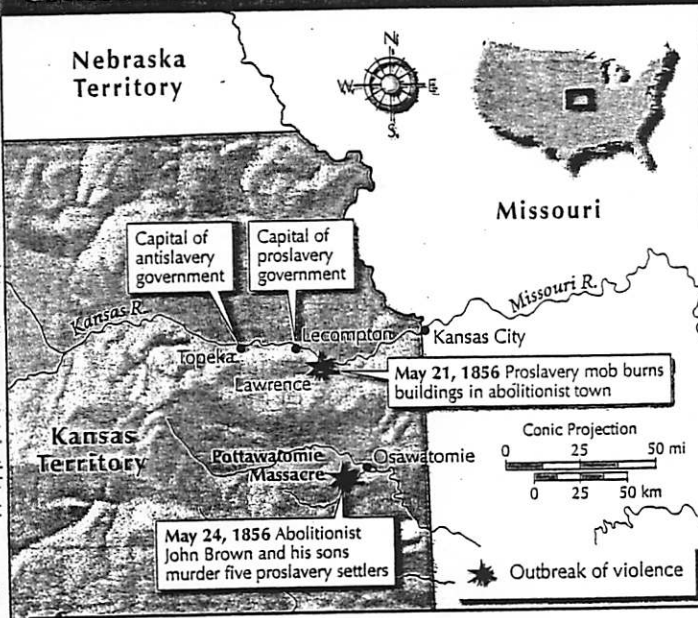 Nebraska
Territory
N
W
E
S
Missouri
Capital of
antislavery
government
Capital of
proslavery
government
Missouri R.
Kansas R.
Lecompton
Kansas City
Topeka
Lawrence
May 21, 1856 Proslavery mob burns
buildings in abolitionist town
Kansas
Territory
Pottawatomie
Massacre
Osawatomie
Conic Projection
0 25 50 mi
0 25 50 km
May 24, 1856 Abolitionist
John Brown and his sons
murder five proslavery settlers
Outbreak of violence